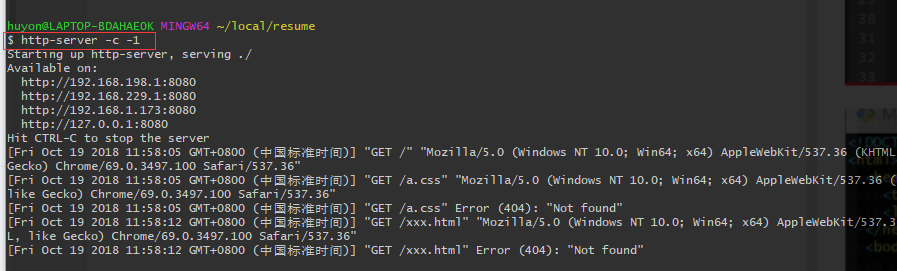 huyon@LAPTOP-BDAHAEOK MINGW64 ~/local/resume
$ http-server -c -1
Starting up http-server, serving ./
Available on:
http://192.168.198.1:8080
http://192.168.229.1:8080
http://192.168.1.173:8080
http://127.0.0.1:8080
Hit CTRL-C to stop the server
[Fri Oct 19 2018 11:58:05 GMT+0800 (中国标准时间)] "GET /" "Mozilla/5.0 (Windows NT 10.0; Win64; x64) AppleWebKit/537.36 (KHTML
Gecko) Chrome/69.0.3497.100 Safari/537.36"
[Fri Oct 19 2018 11:58:05 GMT+0800 (中国标准时间)] "GET /a.css" "Mozilla/5.0 (Windows NT 10.0; Win64; x64) AppleWebKit/537.36 (
like Gecko) Chrome/69.0.3497.100 Safari/537.36"
[Fri Oct 19 2018 11:58:05 GMT+0800 (中国标准时间)] "GET /a.css" Error (404): "Not found"
[Fri Oct 19 2018 11:58:12 GMT+0800 (中国标准时间)] "GET /xxx.html" "Mozilla/5.0 (Windows NT 10.0; Win64; x64) AppleWebKit/537.3
L, like Gecko) Chrome/69.0.3497.100 Safari/537.36"
[Fri Oct 19 2018 11:58:12 GMT+0800 (中国标准时间)] "GET /xxx.html" Error (404): "Not found"
30
31
32
33